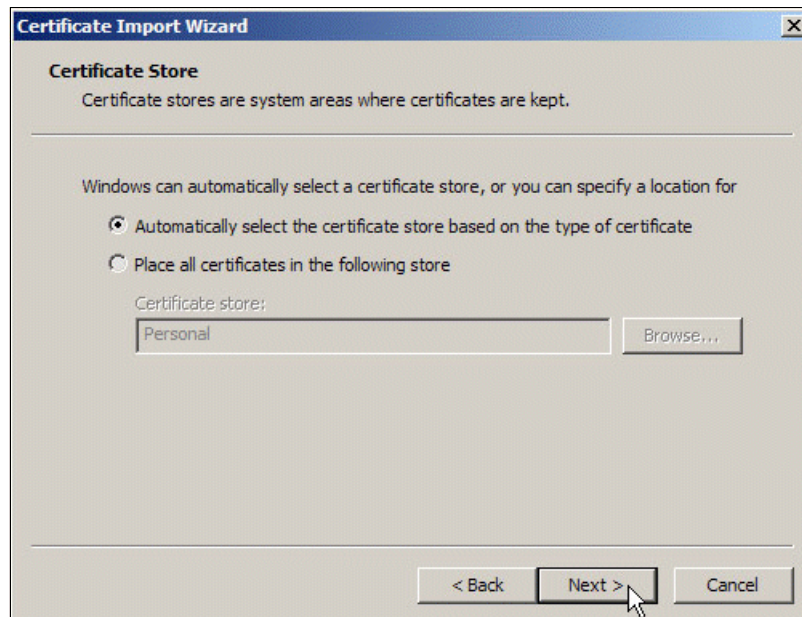 Certificate Import Wizard
Certificate Store
Certificate stores are system areas where certificates are kept.
Windows can automatically select a certificate store, or you can specify a location for
Automatically select the certificate store based on the type of certificate
Place all certificates in the following store
Certificate store:
Personal
Browse...
< Back
Next >
Cancel